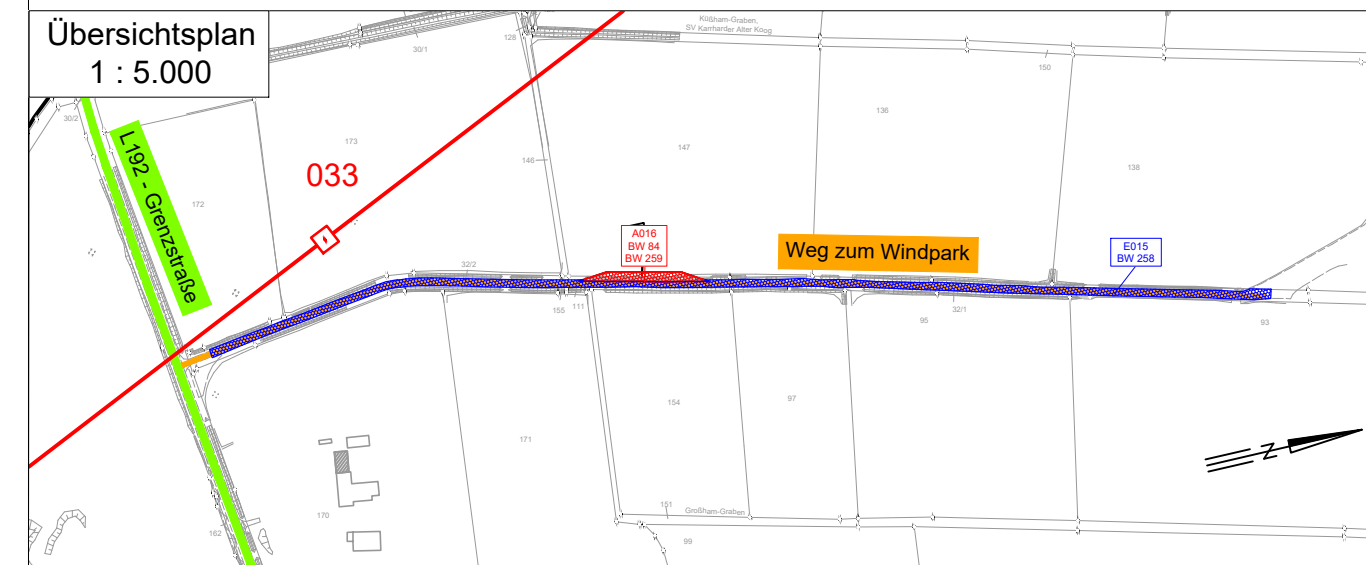 Übersichtsplan
1 : 5.000
Küßham-Graben,
SV Karrharder Alter Koog
30/1
128
150
30/2
136
173
147
146
138
L192 - Grenzstraße
033
172
A016
BW 84
BW 259
Weg zum Windpark
E015
BW 258
32/2
155
111
32/1
95
93
154
97
171
N
170
151
Großham-Graben
162
99